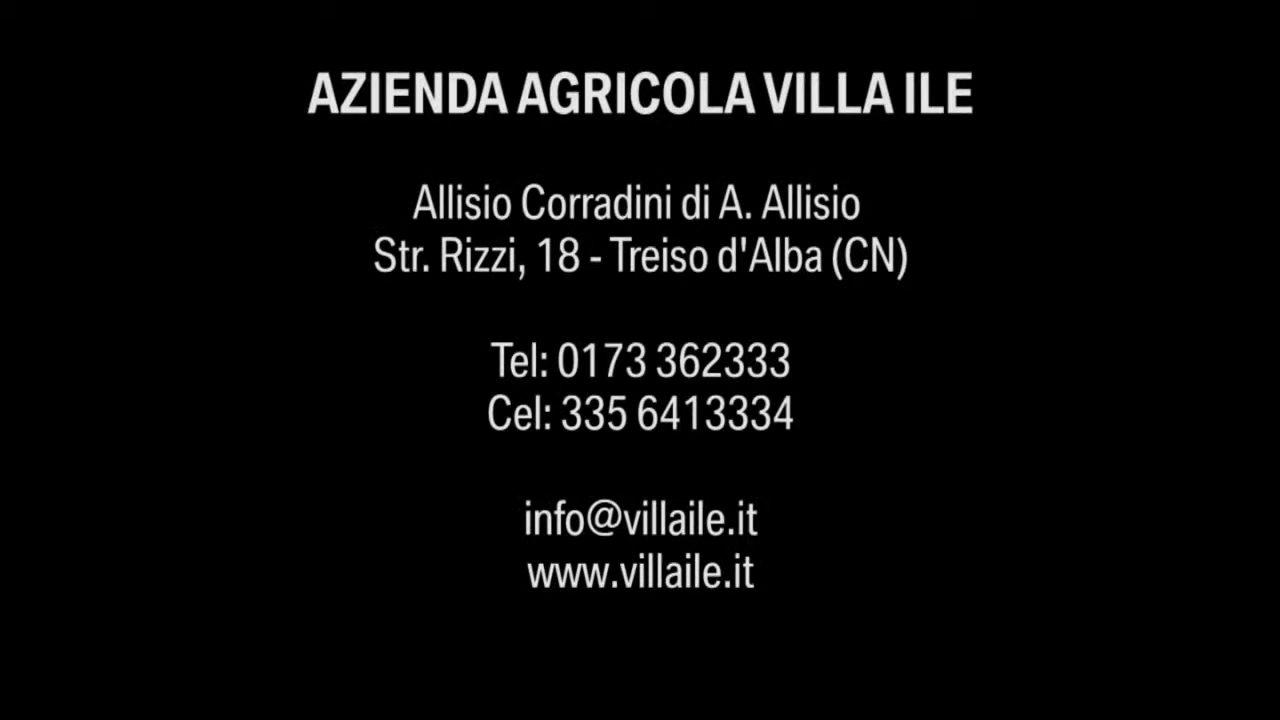 AZIENDA AGRICOLA VILLA ILE
Allisio Corradini di A. Allisio
Str. Rizzi, 18 - Treiso d'Alba (CN)
Tel: 0173 362333
Cel: 335 6413334
info@villaile.it
www.villaile.it